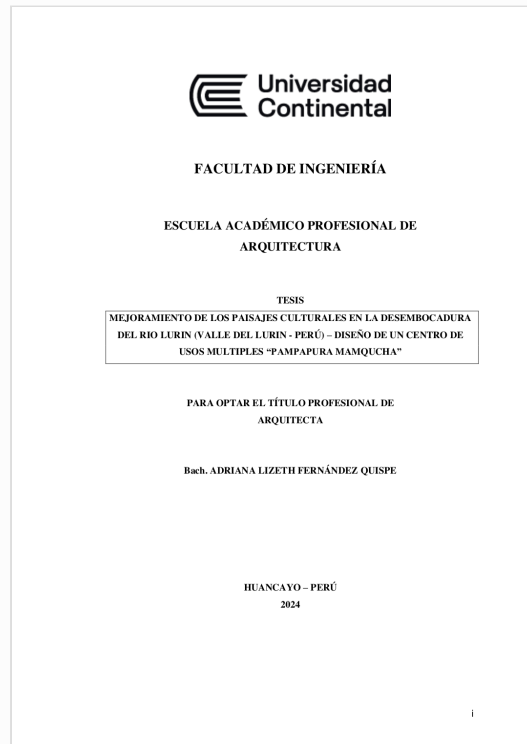 Universidad
Continental
FACULTAD DE INGENIERÍA
ESCUELA ACADÉMICO PROFESIONAL DE
ARQUITECTURA
TESIS
MEJORAMIENTO DE LOS PAISAJES CULTURALES EN LA DESEMBOCADURA
DEL RIO LURIN (VALLE DEL LURIN - PERÚ) – DISEÑO DE UN CENTRO DE
USOS MULTIPLES “PAMPAPURA MAMQUCHA”
PARA OPTAR EL TÍTULO PROFESIONAL DE
ARQUITECTA
Bach. ADRIANA LIZETH FERNÁNDEZ QUISPE
HUANCAYO – PERÚ
2024
i